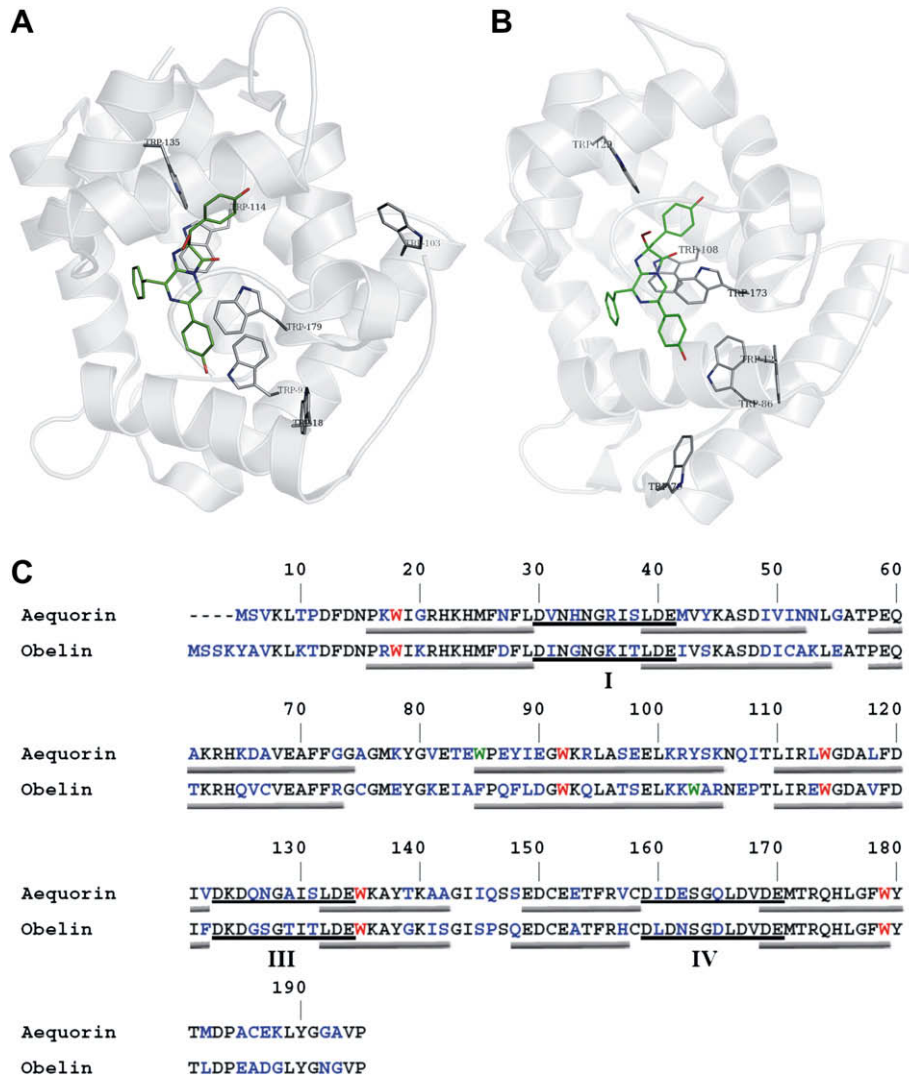 A
B
TRP-135
TRP-114
TRP-103
TRP-179
TRP-9
TRP-18
TRP-129
TRP-108
TRP-173
TRP-12
TRP-86
C
10 20 30 40 50 60
Aequorin ----MSVKLTPDFDNPKWIGRHKHMFNFLDVNHNGRISLDEMVYKASDIVINNLGATPEQ
Obelin MSSKYAVKLKTDFDNPRWIKRHKHMFDFLDINGNGKITLDEIVSKASDDICAKLEATPEQ
I
70 80 90 100 110 120
Aequorin AKRHKDAVEAFFGGAGMKYGVETEWPEYIEGWKRLASEELKRYSKNQITLIRLWGDALFD
Obelin TKRHQVCVEAFFRGCGMEYGKEIAFPQFLDGWKQLATSELKKWARNEPTLIREWGDAVFD
130 140 150 160 170 180
Aequorin IVDKDQNGAISLDEWKAYTKAAGIIQSSEDCEETFRVCDIDESGQLDVDEMTRQHLGFWY
Obelin IFDKDGSGTITLDEWKAYGKISGISPSQEDCEATFRHCDLDNSGDLDVDEMTRQHLGFWY
III IV
190
Aequorin TMDPACEKLYGGAVP
Obelin TLDPEADGLYGNGVP